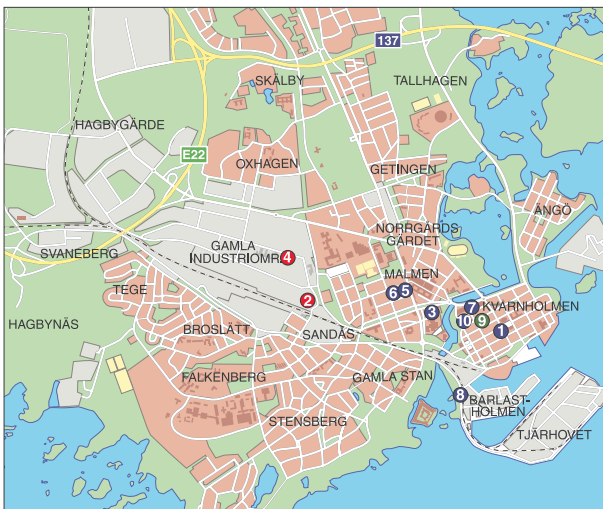 137
SKÄLBY
TALLHAGEN
HAGBYGÄRDE
E22
OXHAGEN
GETINGEN
ÄNGÖ
NORRGÅRDS
GÄRDET
SVANEBERG
GAMLA
INDUSTRIOMR
4
MALMEN
TEGE
6
5
2
7
KVARNHOLMEN
3
10
9
1
HAGBYNÄS
BROSLÄTT
SANDÅS
FALKENBERG
GAMLA STAN
8
BARLAST-
HOLMEN
STENSBERG
TJÄRHOVET